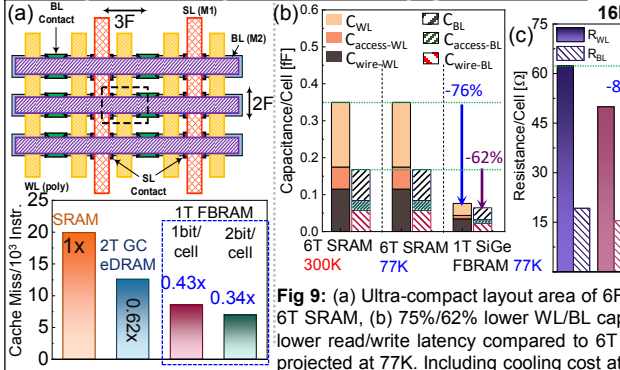 (a)
BL
Contact
3F
SL (M1)
BL (M2)
2F
WL (poly)
SL
Contact
Cache Miss/10³ Instr.
25
20
15
10
5
0
SRAM
1x
2T GC
eDRAM
0.62x
1T FBRAM
1bit/
cell
2bit/
cell
0.43x
0.34x
(b)
Capacitance/Cell [fF]
0.6
0.5
0.4
0.3
0.2
0.1
0.0
C_WL
C_BL
C_access-WL
C_access-BL
C_wire-WL
C_wire-BL
-76%
-62%
6T SRAM
300K
6T SRAM
77K
1T SiGe
FBRAM 77K
(c)
16
Resistance/Cell [Ω]
75
60
45
30
15
R_WL
R_BL
-8
Fig 9: (a) Ultra-compact layout area of 6F
6T SRAM, (b) 75%/62% lower WL/BL cap
lower read/write latency compared to 6T
projected at 77K. Including cooling cost at